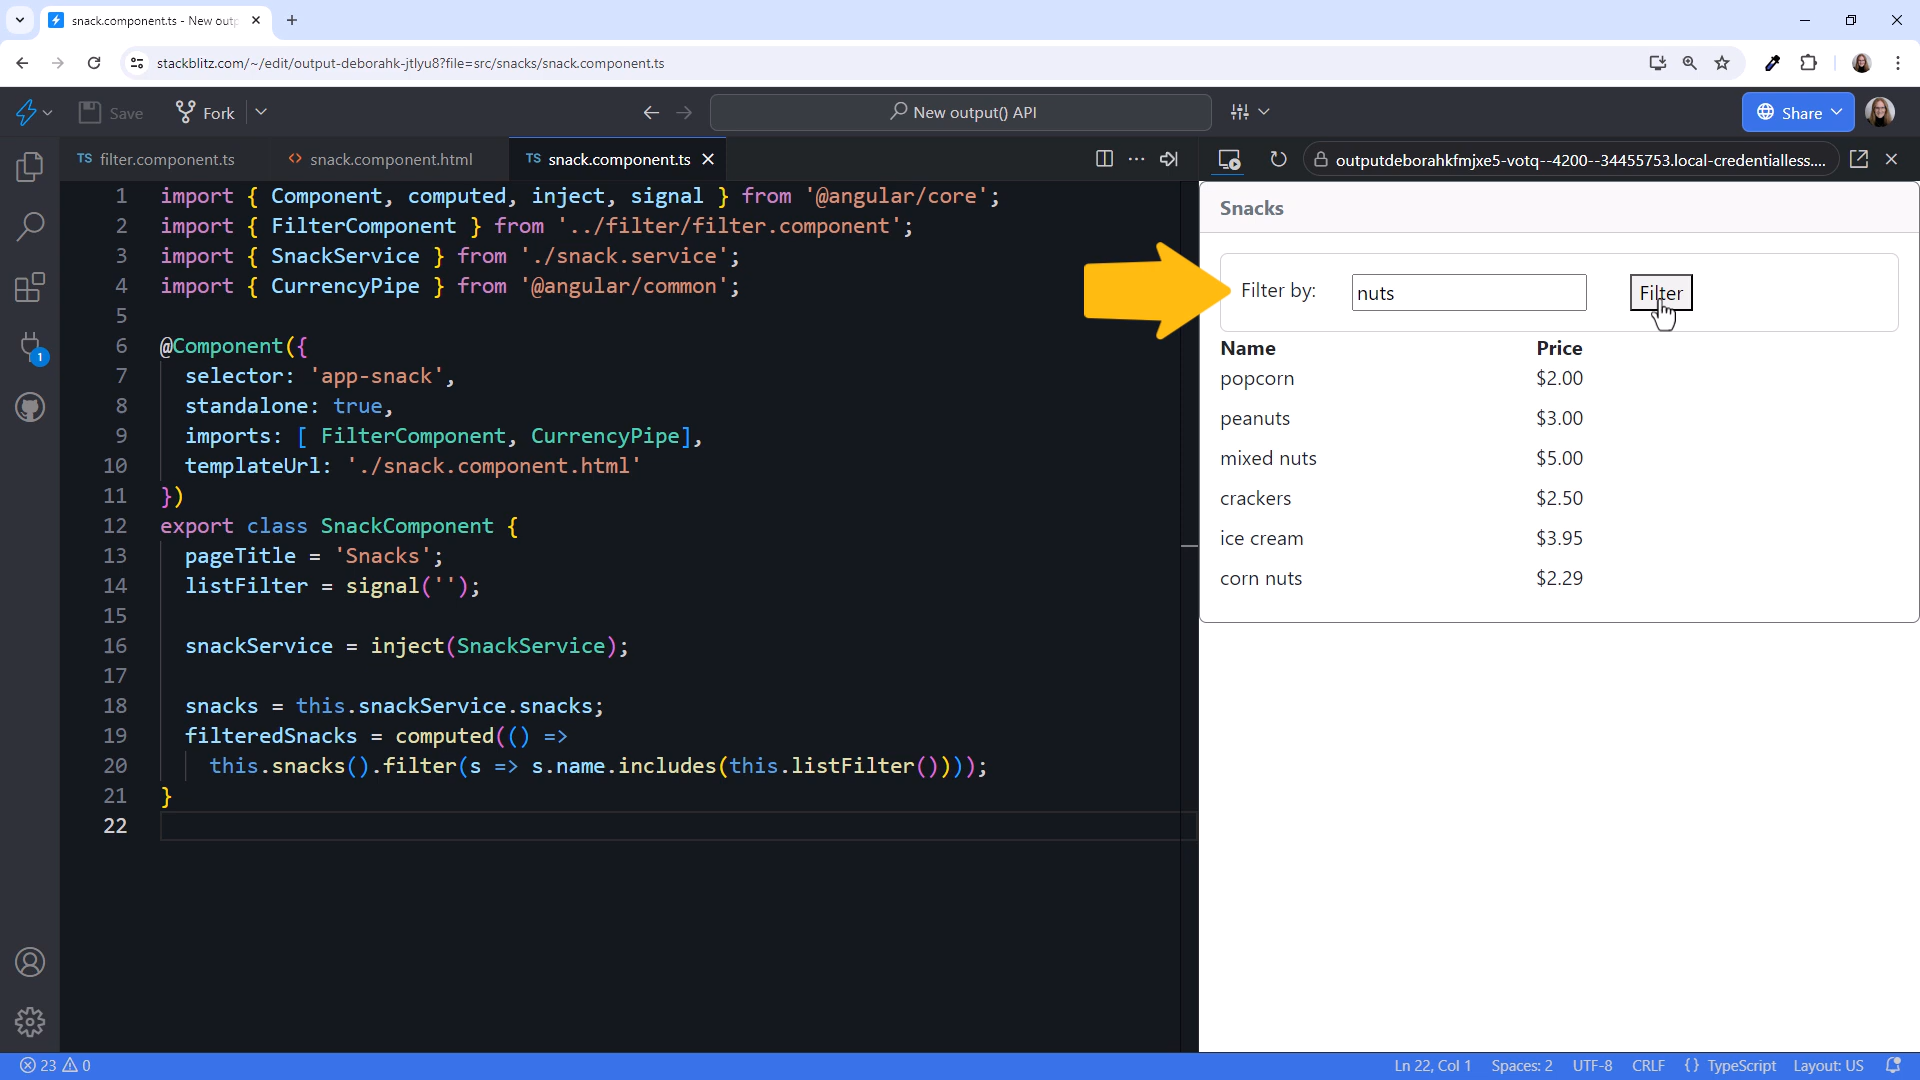 snack.component.ts - New outp
stackblitz.com/~/edit/output-deborahk-jtlyu8?file=src/snacks/snack.component.ts
Save
Fork
New output() API
Share
TS filter.component.ts
<> snack.component.html
TS snack.component.ts
outputdeborahkfmjxe5-votq--4200--34455753.local-credentialless....
1 import { Component, computed, inject, signal } from '@angular/core';
2 import { FilterComponent } from '../filter/filter.component';
3 import { SnackService } from './snack.service';
4 import { CurrencyPipe } from '@angular/common';
5
6 @Component({
7 selector: 'app-snack',
8 standalone: true,
9 imports: [ FilterComponent, CurrencyPipe],
10 templateUrl: './snack.component.html'
11 })
12 export class SnackComponent {
13 pageTitle = 'Snacks';
14 listFilter = signal('');
15
16 snackService = inject(SnackService);
17
18 snacks = this.snackService.snacks;
19 filteredSnacks = computed(() =>
20 this.snacks().filter(s => s.name.includes(this.listFilter())));
21 }
22
1
Snacks
Filter by: nuts Filter
Name Price
popcorn $2.00
peanuts $3.00
mixed nuts $5.00
crackers $2.50
ice cream $3.95
corn nuts $2.29
23 0
Ln 22, Col 1 Spaces: 2 UTF-8 CRLF {} TypeScript Layout: US